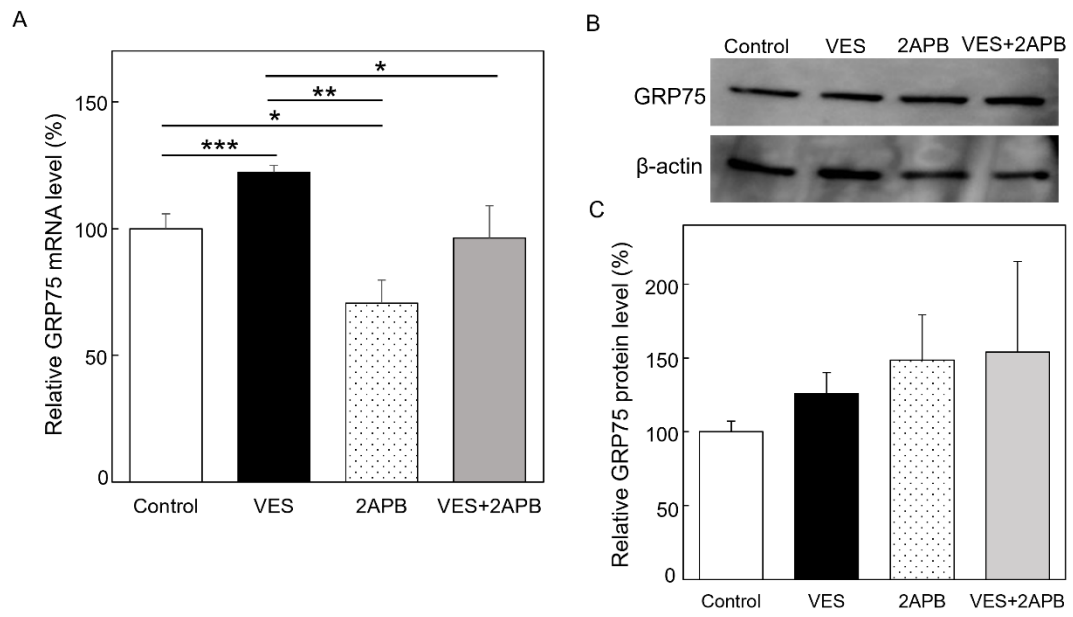 A
Relative GRP75 mRNA level (%)
150
100
50
0
***
*
**
*
Control VES 2APB VES+2APB
B
Control VES 2APB VES+2APB
GRP75
β-actin
C
Relative GRP75 protein level (%)
200
150
100
50
0
Control VES 2APB VES+2APB